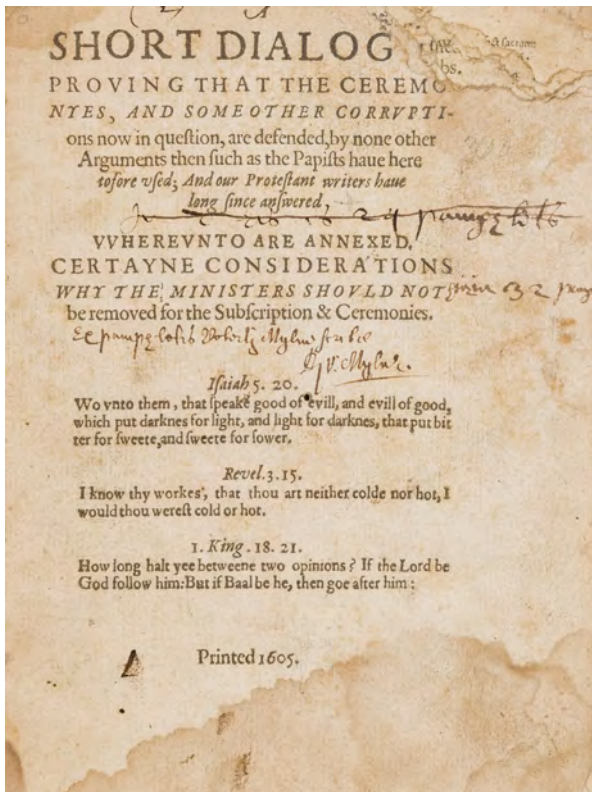 A
SHORT DIALOG
PROVING THAT THE CEREMO
NYES, AND SOME OTHER CORRVPTI-
ons now in queſtion, are defended,by none other
Arguments then ſuch as the Papiſts haue here
tofore vſed; And our Proteſtant writers haue
long ſince anſwered,
VVHEREVNTO ARE ANNEXED,
CERTAYNE CONSIDERATIONS
WHY THE MINISTERS SHOVLD NOT
be removed for the Subſcription & Ceremonies.
Iſaiah 5. 20.
Wo vnto them, that ſpeake good of evill, and evill of good,
which put darknes for light, and light for darknes, that put bit
ter for ſweete,and ſweete for ſower.
Revel.3.15.
I know thy workes, that thou art neither colde nor hot, I
would thou wereſt cold or hot.
1. King. 18. 21.
How long halt yee betweene two opinions? If the Lord be
God follow him:But if Baal be he, then goe after him:
Printed 1605.